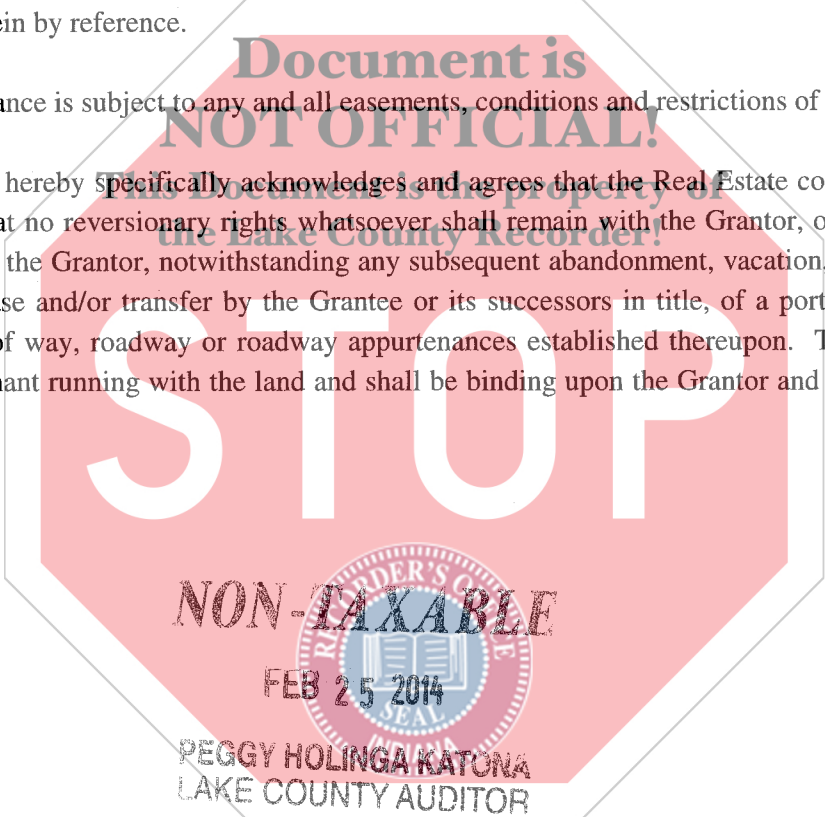 ein by reference.
Document is
ance is subject to any and all easements, conditions and restrictions of
NOT OFFICIAL!
hereby specifically acknowledges and agrees that the Real Estate co
This Document is the property of
at no reversionary rights whatsoever shall remain with the Grantor, o
the Lake County Recorder!
the Grantor, notwithstanding any subsequent abandonment, vacation,
se and/or transfer by the Grantee or its successors in title, of a port
of way, roadway or roadway appurtenances established thereupon. T
nant running with the land and shall be binding upon the Grantor and
STOP
NON-TAXABLE
RECORDER'S OFFICE
FEB 25 2014
SEAL
PEGGY HOLINGA KATONA
LAKE COUNTY AUDITOR